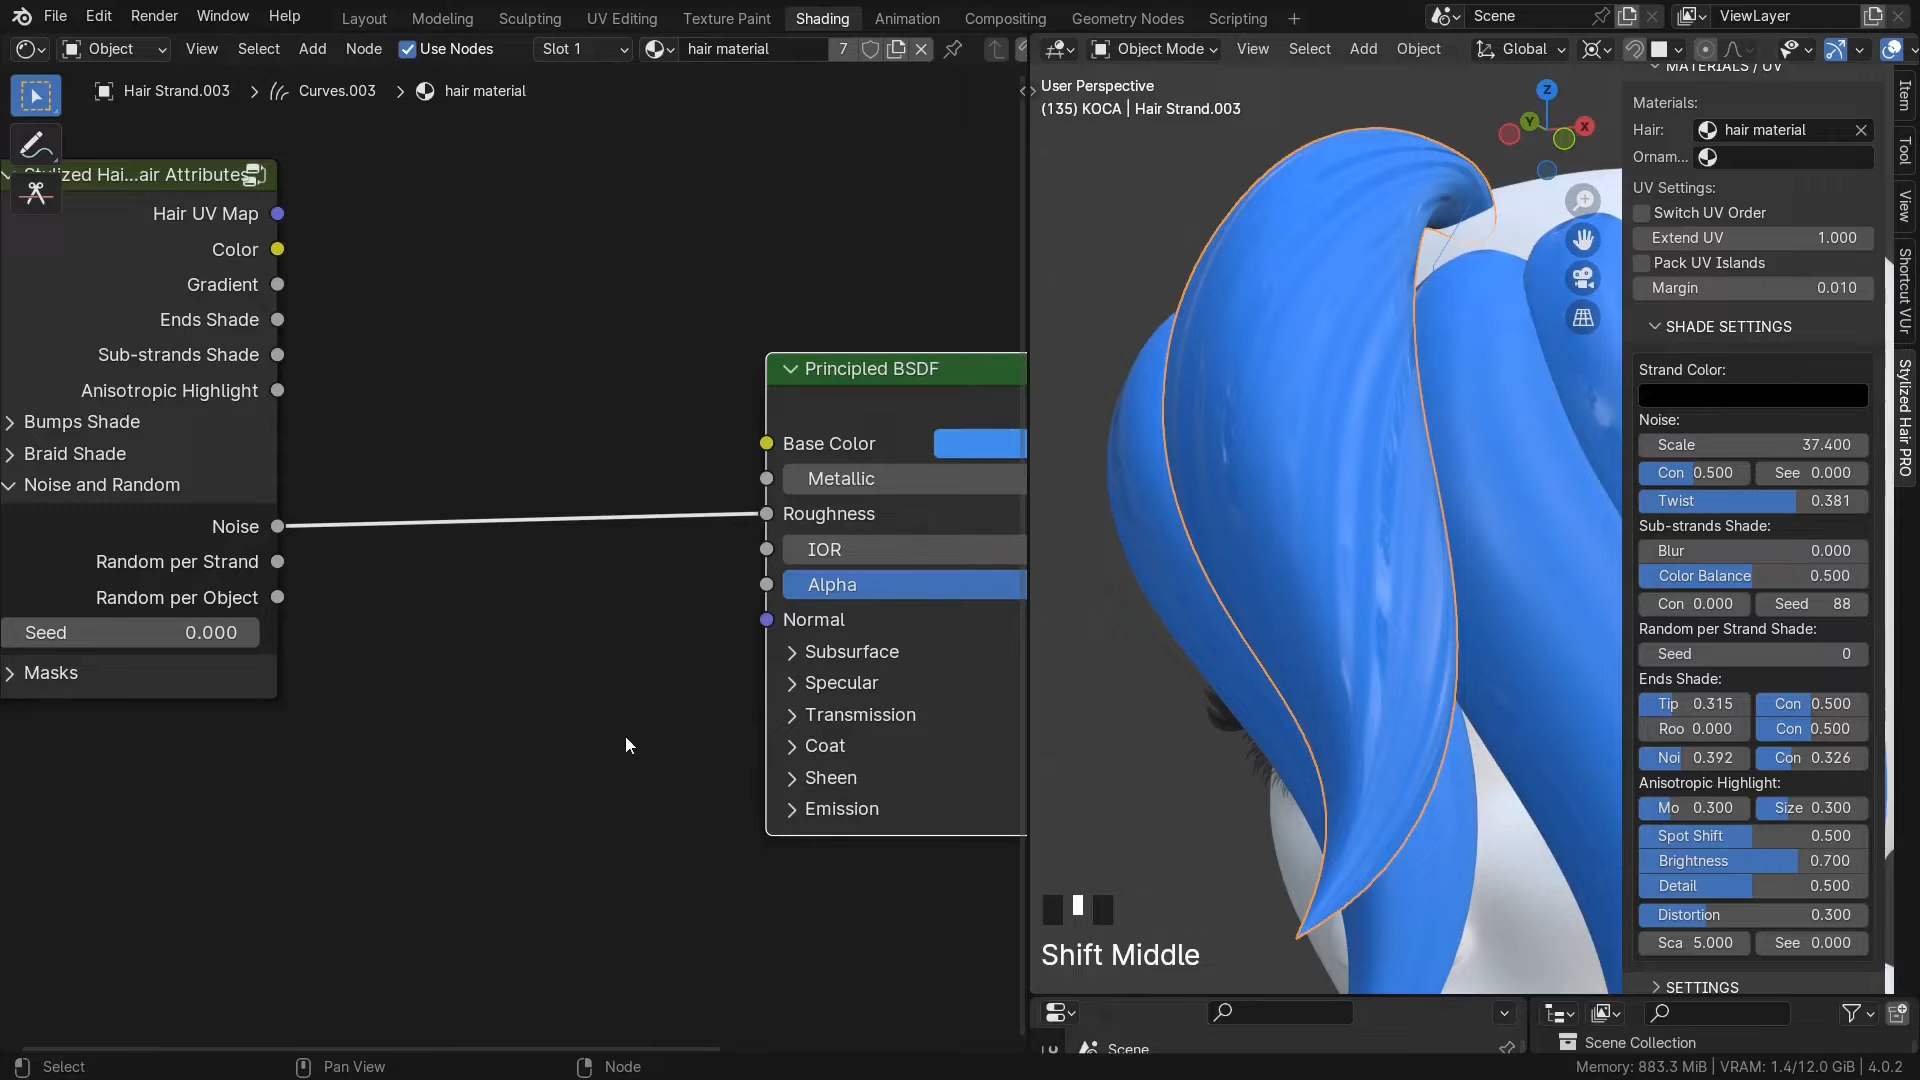 File Edit Render Window Help Layout Modeling Sculpting UV Editing Texture Paint Shading Animation Compositing Geometry Nodes Scripting + Scene ViewLayer
Object View Select Add Node Use Nodes Slot 1 hair material 7 Object Mode View Select Add Object Global
Hair Strand.003 Curves.003 hair material
Hai...air Attributes
Hair UV Map
Color
Gradient
Ends Shade
Sub-strands Shade
Anisotropic Highlight
Bumps Shade
Braid Shade
Noise and Random
Noise
Random per Strand
Random per Object
Seed 0.000
Masks
Principled BSDF
Base Color
Metallic
Roughness
IOR
Alpha
Normal
Subsurface
Specular
Transmission
Coat
Sheen
Emission
User Perspective
(135) KOCA | Hair Strand.003
Z
Y
X
Shift Middle
MATERIALS / UV
Materials:
Hair: hair material
Ornam...
UV Settings:
Switch UV Order
Extend UV 1.000
Pack UV Islands
Margin 0.010
SHADE SETTINGS
Strand Color:
Noise:
Scale 37.400
Con 0.500 See 0.000
Twist 0.381
Sub-strands Shade:
Blur 0.000
Color Balance 0.500
Con 0.000 Seed 88
Random per Strand Shade:
Seed 0
Ends Shade:
Tip 0.315 Con 0.500
Roo 0.000 Con 0.500
Noi 0.392 Con 0.326
Anisotropic Highlight:
Mo 0.300 Size 0.300
Spot Shift 0.500
Brightness 0.700
Detail 0.500
Distortion 0.300
Sca 5.000 See 0.000
SETTINGS
Item
Tool
View
Shortcut VUr
Stylized Hair PRO
Scene
Scene Collection
Select Pan View Node Memory: 883.3 MiB | VRAM: 1.4/12.0 GiB | 4.0.2